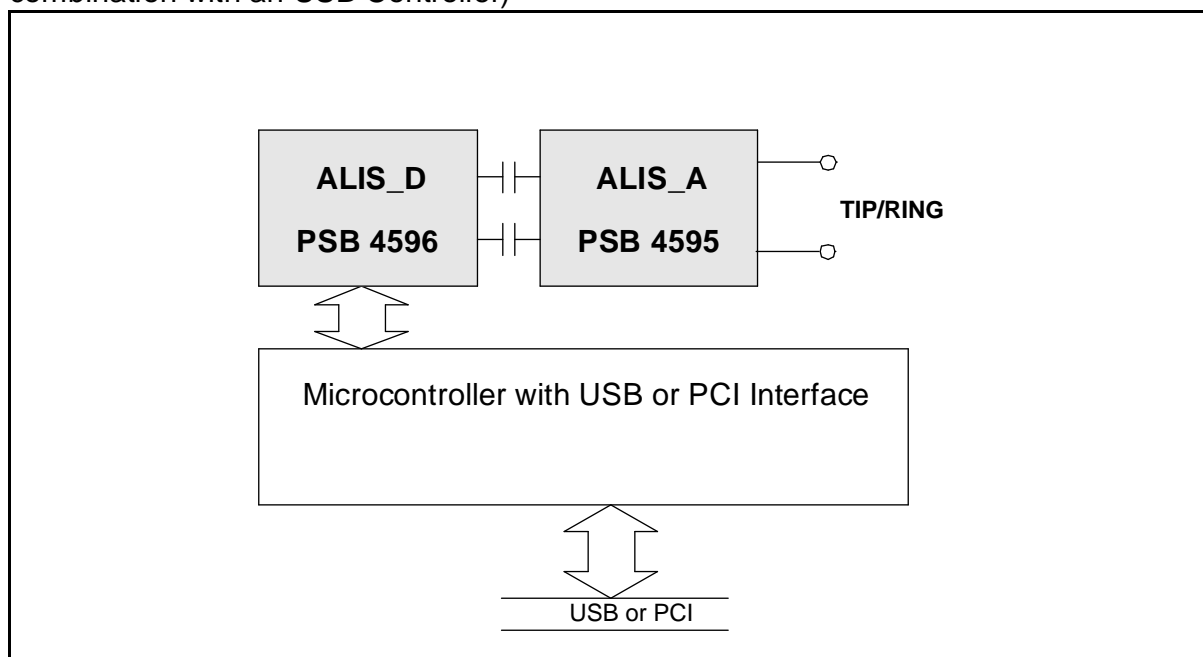 combination with an USB Controller)
ALIS_D
PSB 4596
ALIS_A
PSB 4595
TIP/RING
Microcontroller with USB or PCI Interface
USB or PCI